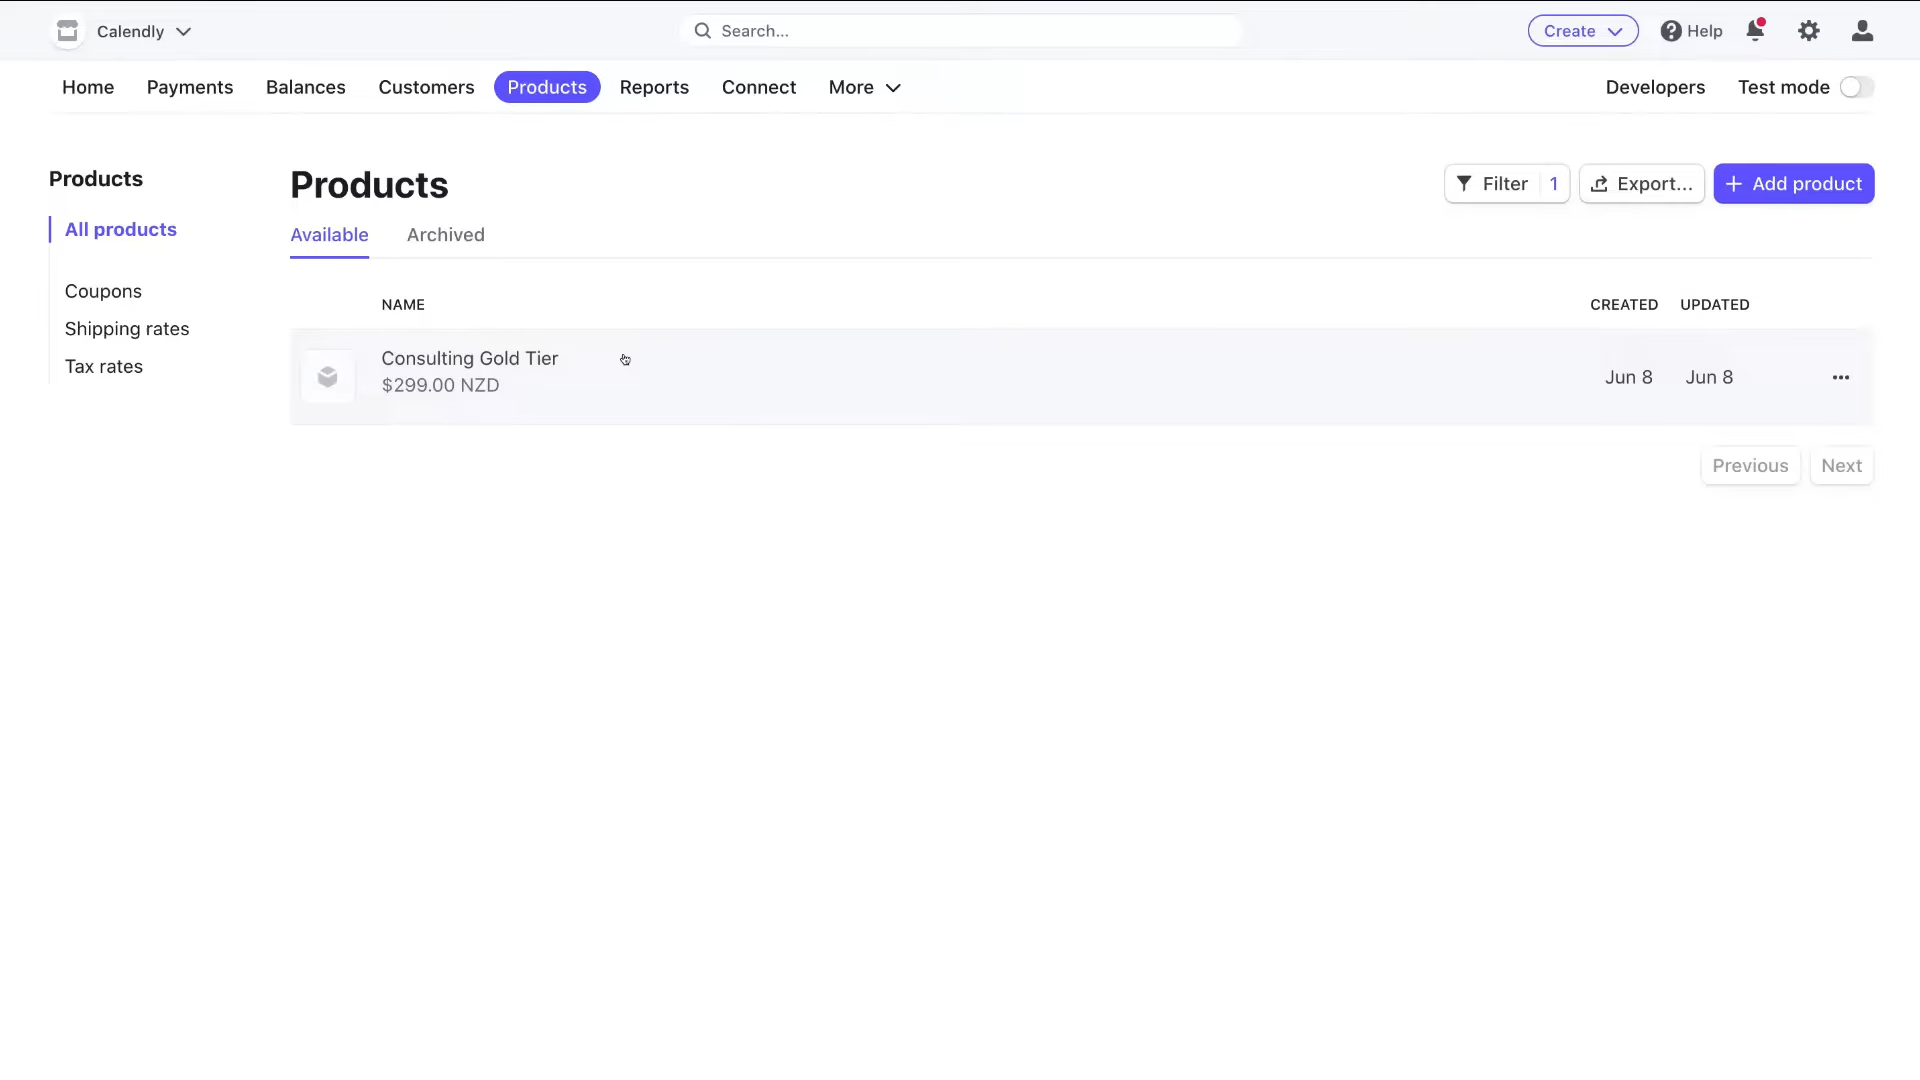 Calendly
Search...
Create
Help
Home
Payments
Balances
Customers
Products
Reports
Connect
More
Developers
Test mode
Products
All products
Coupons
Shipping rates
Tax rates
Products
Filter 1
Export...
Add product
Available
Archived
NAME
CREATED
UPDATED
Consulting Gold Tier
$299.00 NZD
Jun 8
Jun 8
Previous
Next